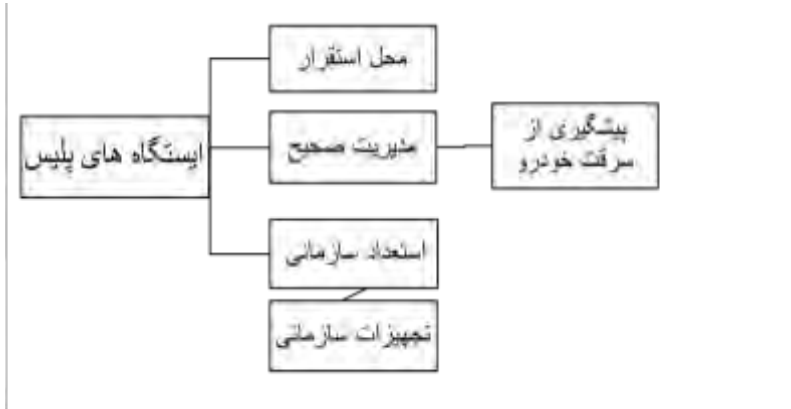 محل استقرار
ایستگاه های پلیس
مدیریت صحیح
پیشگیری از
سرقت خودرو
استعداد سازمانی
تجهیزات سازمانی